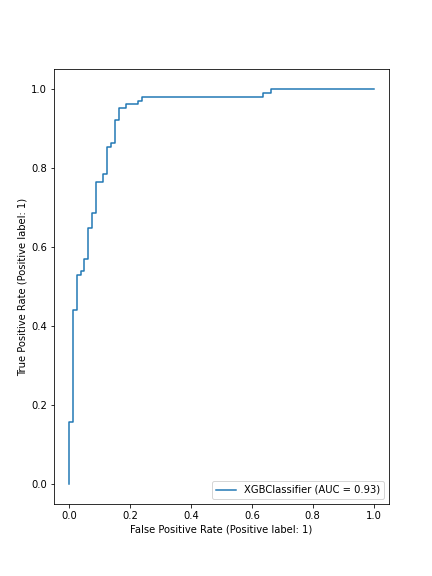 1.0
0.8
0.6
0.4
0.2
0.0
True Positive Rate (Positive label: 1)
XGBClassifier (AUC = 0.93)
0.0 0.2 0.4 0.6 0.8 1.0
False Positive Rate (Positive label: 1)